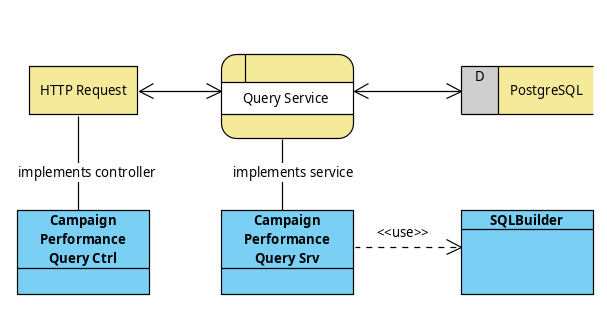 D
HTTP Request
Query Service
PostgreSQL
implements controller
implements service
Campaign
Performance
Query Ctrl
Campaign
Performance
Query Srv
<<use>>
SQLBuilder